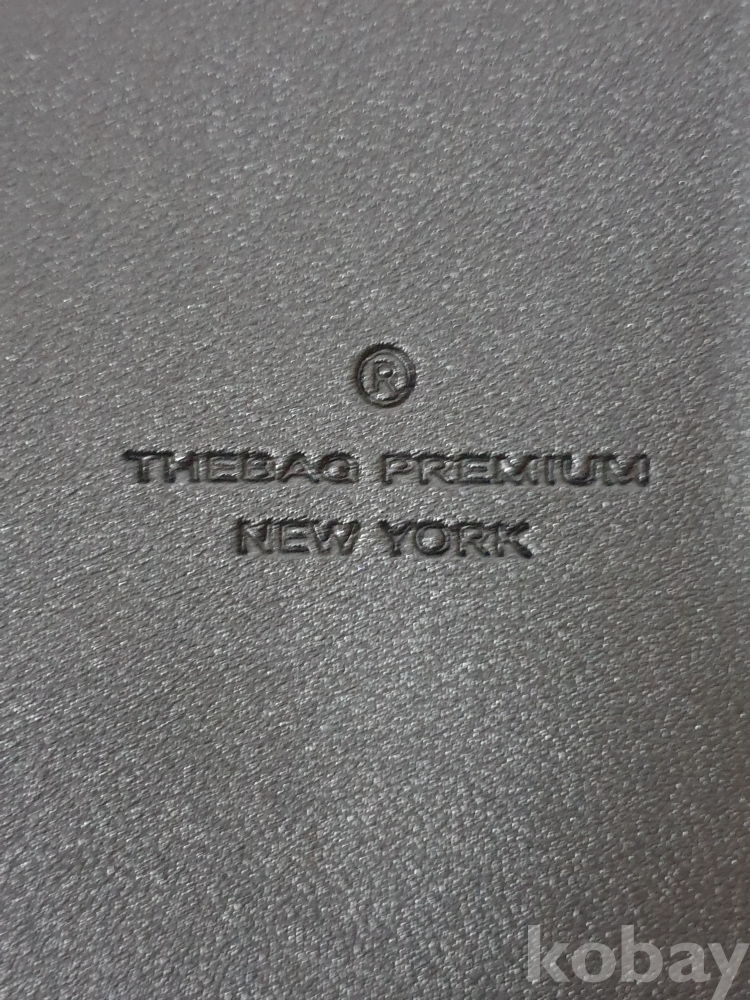 ®
THEBAG PREMIUM
NEW YORK
kobay